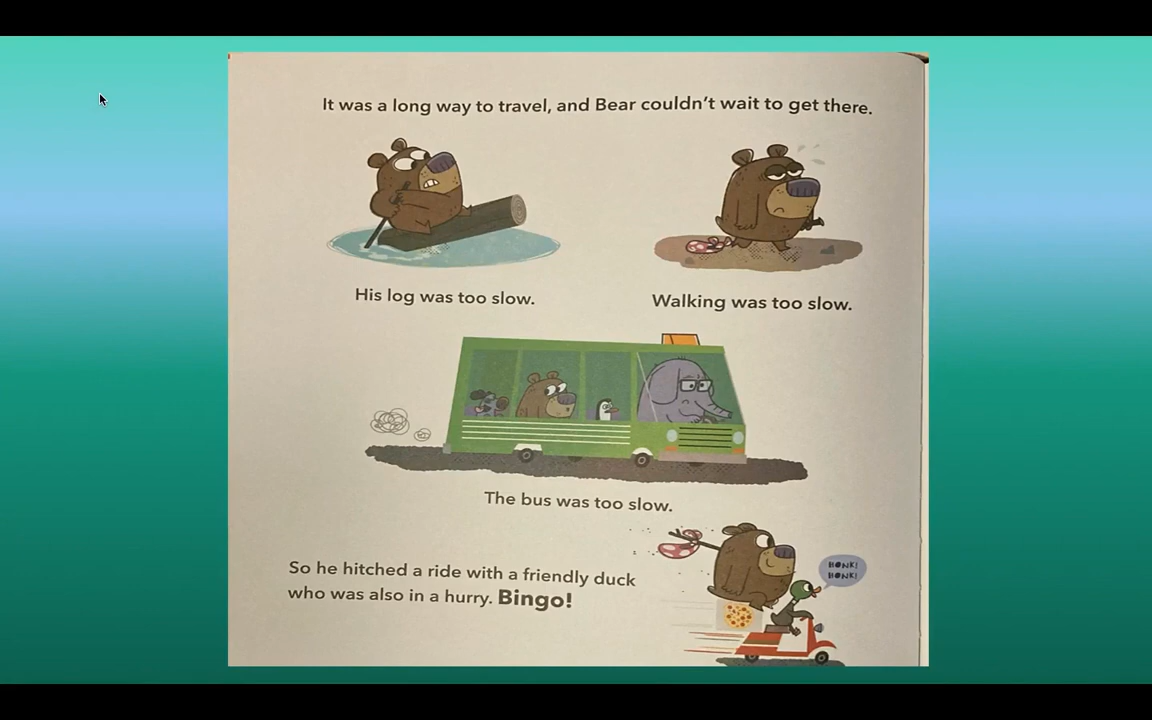 It was a long way to travel, and Bear couldn't wait to get there.
His log was too slow.
Walking was too slow.
The bus was too slow.
So he hitched a ride with a friendly duck
who was also in a hurry. Bingo!
HONK!
HONK!